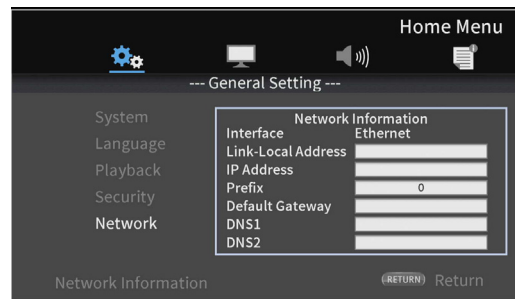 Home Menu
--- General Setting ---
System
Language
Playback
Security
Network
Network Information
Interface Ethernet
Link-Local Address
IP Address
Prefix 0
Default Gateway
DNS1
DNS2
Network Information
RETURN Return